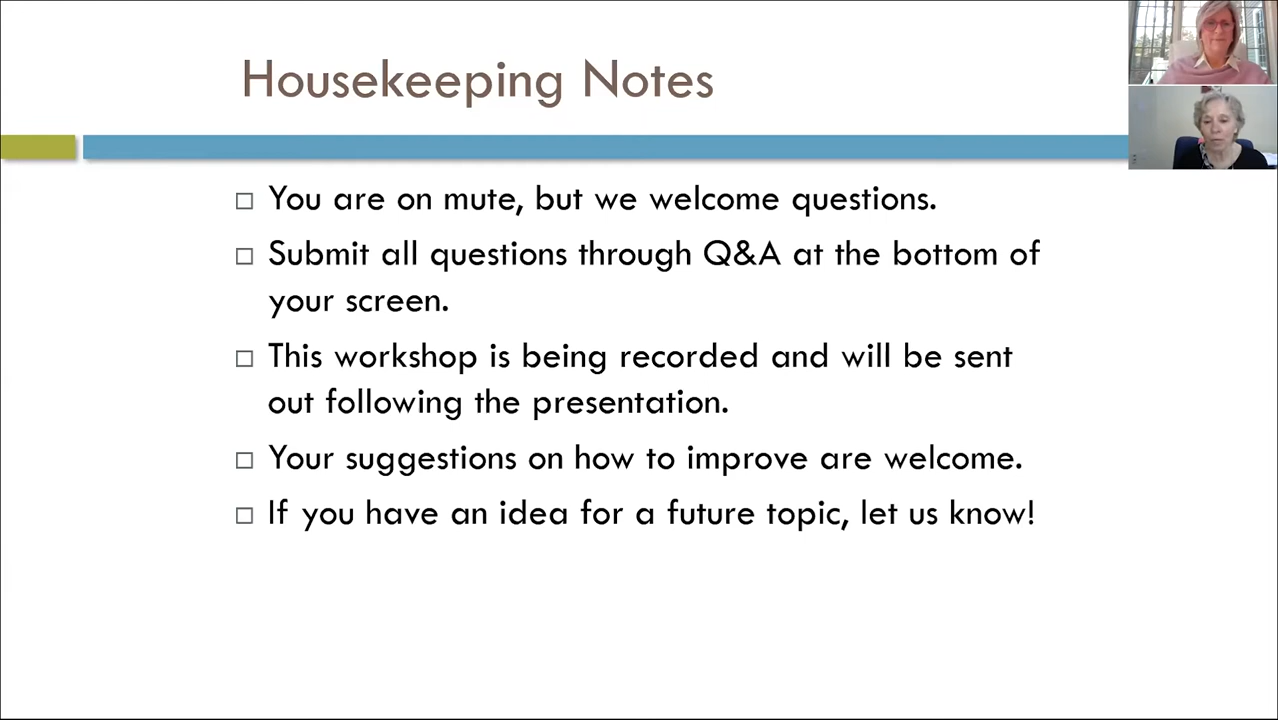 Housekeeping Notes
You are on mute, but we welcome questions.
Submit all questions through Q&A at the bottom of
your screen.
This workshop is being recorded and will be sent
out following the presentation.
Your suggestions on how to improve are welcome.
If you have an idea for a future topic, let us know!